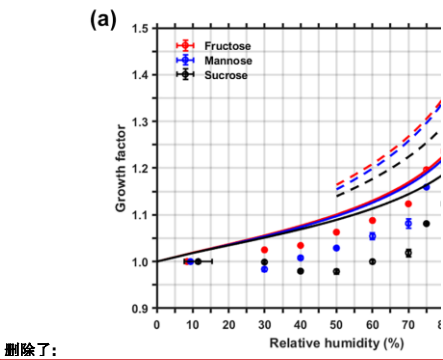 (a)
1.5
1.4
1.3
1.2
1.1
1.0
0.9
Growth factor
Fructose
Mannose
Sucrose
0 10 20 30 40 50 60 70
Relative humidity (%)
删除了: